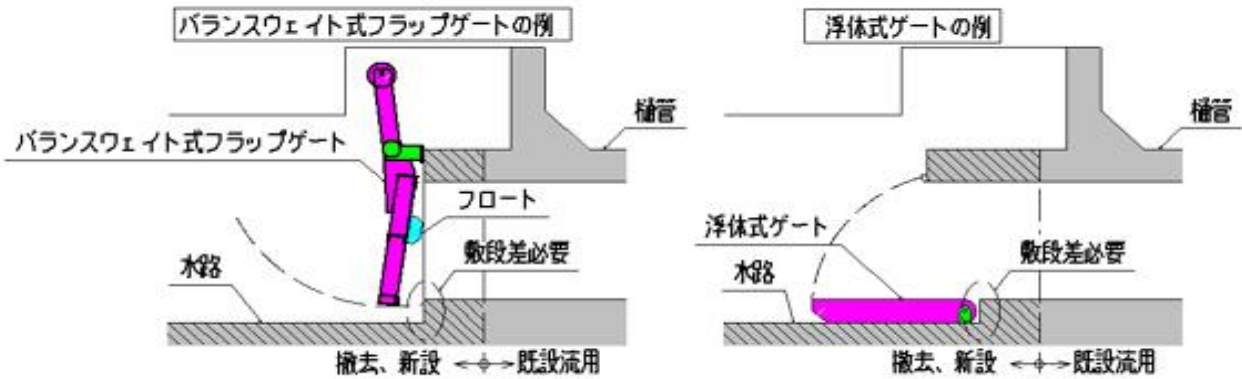 バランスウェイト式フラップゲートの例
樋管
バランスウェイト式フラップゲート
フロート
敷段差必要
水路
撤去、新設
既設流用
浮体式ゲートの例
樋管
浮体式ゲート
敷段差必要
水路
撤去、新設
既設流用